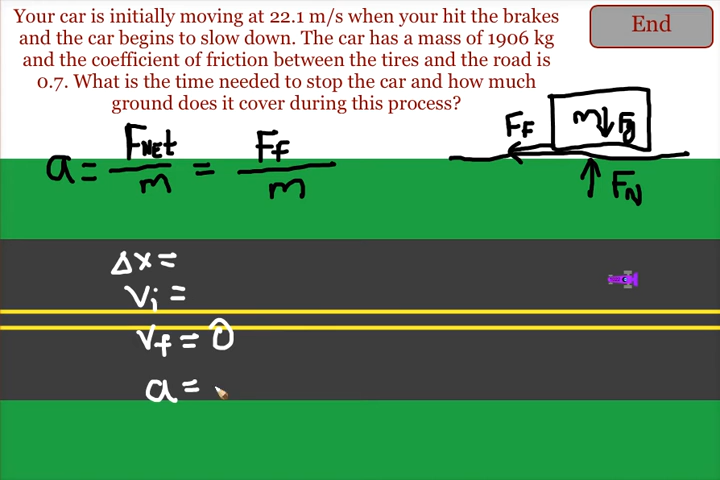 Your car is initially moving at 22.1 m/s when your hit the brakes
and the car begins to slow down. The car has a mass of 1906 kg
and the coefficient of friction between the tires and the road is
0.7. What is the time needed to stop the car and how much
ground does it cover during this process?
End
a = FNet/m = Ff/m
FF
m Fg
FN
Δx =
Vi =
Vf = 0
a =